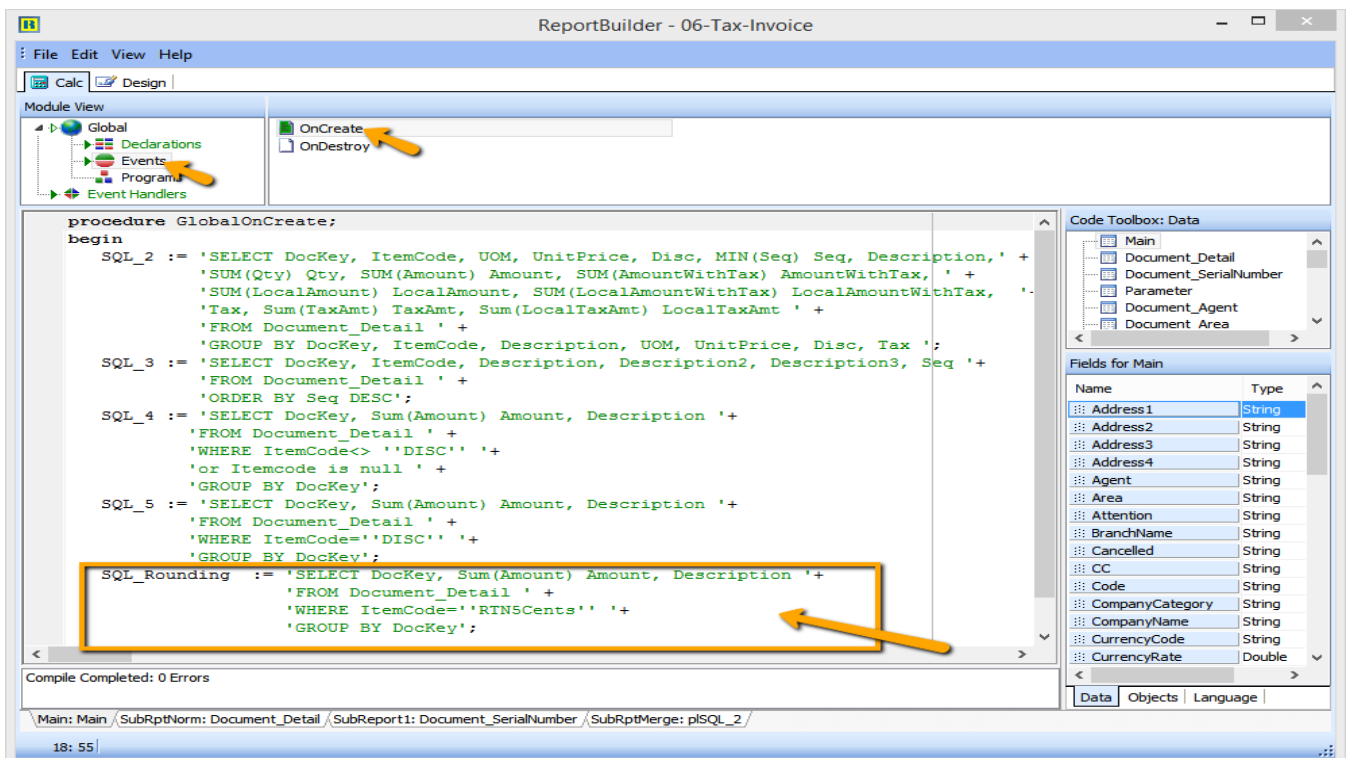 ReportBuilder - 06-Tax-Invoice
File Edit View Help
Calc Design
Module View
Global
Declarations
Events
Programs
Event Handlers
OnCreate
OnDestroy
procedure GlobalOnCreate;
begin
SQL_2 := 'SELECT DocKey, ItemCode, UOM, UnitPrice, Disc, MIN(Seq) Seq, Description,' +
'SUM(Qty) Qty, SUM(Amount) Amount, SUM(AmountWithTax) AmountWithTax, ' +
'SUM(LocalAmount) LocalAmount, SUM(LocalAmountWithTax) LocalAmountWithTax, '-
'Tax, Sum(TaxAmt) TaxAmt, Sum(LocalTaxAmt) LocalTaxAmt ' +
'FROM Document_Detail ' +
'GROUP BY DocKey, ItemCode, Description, UOM, UnitPrice, Disc, Tax ';
SQL_3 := 'SELECT DocKey, ItemCode, Description, Description2, Description3, Seq '+
'FROM Document_Detail ' +
'ORDER BY Seq DESC';
SQL_4 := 'SELECT DocKey, Sum(Amount) Amount, Description '+
'FROM Document_Detail ' +
'WHERE ItemCode<> ''DISC'' '+
'or Itemcode is null ' +
'GROUP BY DocKey';
SQL_5 := 'SELECT DocKey, Sum(Amount) Amount, Description '+
'FROM Document_Detail ' +
'WHERE ItemCode=''DISC'' '+
'GROUP BY DocKey';
SQL_Rounding := 'SELECT DocKey, Sum(Amount) Amount, Description '+
'FROM Document_Detail ' +
'WHERE ItemCode=''RTN5Cents'' '+
'GROUP BY DocKey';
Compile Completed: 0 Errors
Main: Main SubRptNorm: Document_Detail SubReport1: Document_SerialNumber SubRptMerge: plSQL_2
18: 55
Code Toolbox: Data
Main
Document_Detail
Document_SerialNumber
Parameter
Document_Agent
Document_Area
Fields for Main
Name Type
Address1 String
Address2 String
Address3 String
Address4 String
Agent String
Area String
Attention String
BranchName String
Cancelled String
CC String
Code String
CompanyCategory String
CompanyName String
CurrencyCode String
CurrencyRate Double
Data Objects Language